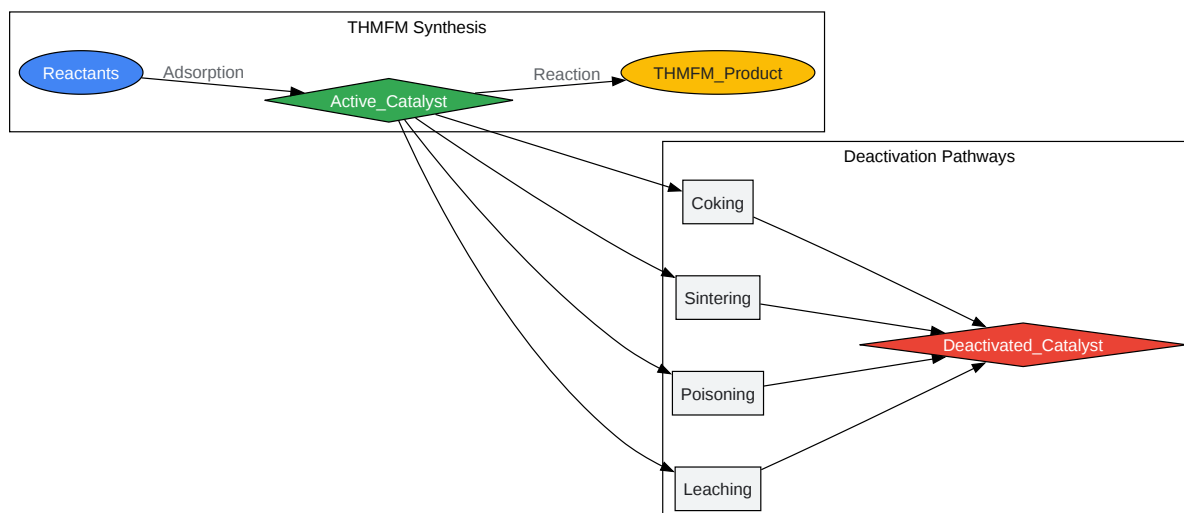 THMFM Synthesis
Reactants
Adsorption
Active_Catalyst
Reaction
THMFM_Product
Deactivation Pathways
Coking
Sintering
Poisoning
Leaching
Deactivated_Catalyst